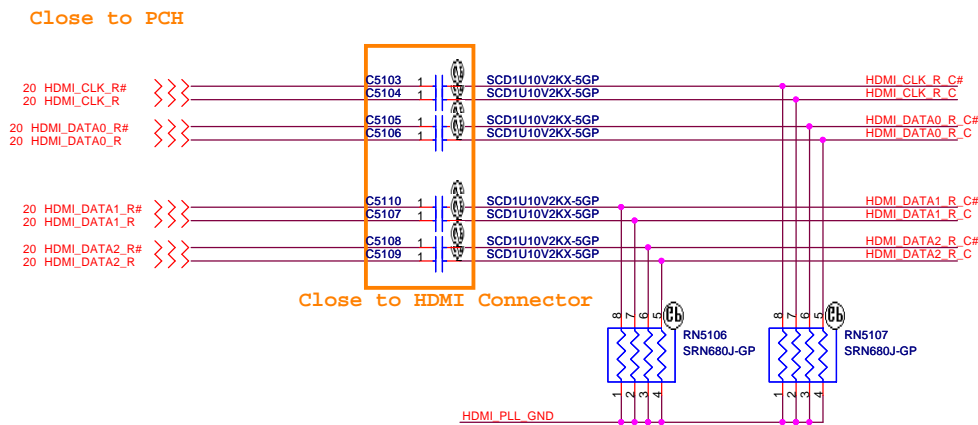 Close to PCH
20 HDMI_CLK_R# C5103 1 SCD1U10V2KX-5GP HDMI_CLK_R_C#
20 HDMI_CLK_R C5104 1 SCD1U10V2KX-5GP HDMI_CLK_R_C
20 HDMI_DATA0_R# C5105 1 SCD1U10V2KX-5GP HDMI_DATA0_R_C#
20 HDMI_DATA0_R C5106 1 SCD1U10V2KX-5GP HDMI_DATA0_R_C
20 HDMI_DATA1_R# C5110 1 SCD1U10V2KX-5GP HDMI_DATA1_R_C#
20 HDMI_DATA1_R C5107 1 SCD1U10V2KX-5GP HDMI_DATA1_R_C
20 HDMI_DATA2_R# C5108 1 SCD1U10V2KX-5GP HDMI_DATA2_R_C#
20 HDMI_DATA2_R C5109 1 SCD1U10V2KX-5GP HDMI_DATA2_R_C
Close to HDMI Connector
8 7 6 5 8 7 6 5
RN5106 RN5107
SRN680J-GP SRN680J-GP
1 2 3 4 1 2 3 4
HDMI_PLL_GND